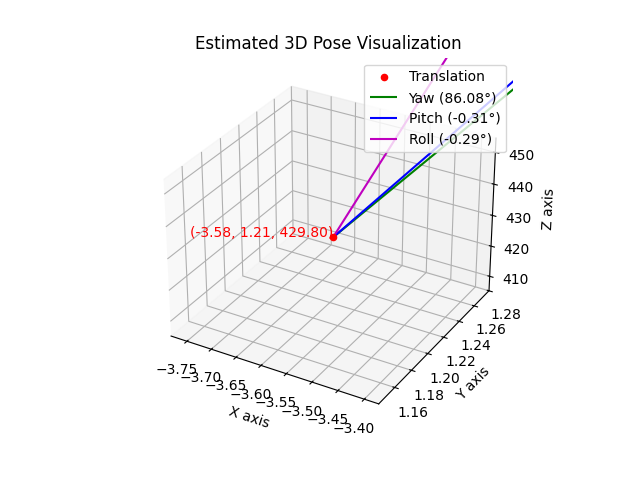 Estimated 3D Pose Visualization
Translation
Yaw (86.08°)
Pitch (-0.31°)
Roll (-0.29°)
(-3.58, 1.21, 429.80)
450
440
430
420
410
Z axis
1.28
1.26
1.24
1.22
1.20
1.18
1.16
Y axis
−3.75
−3.70
−3.65
−3.60
−3.55
−3.50
−3.45
−3.40
X axis